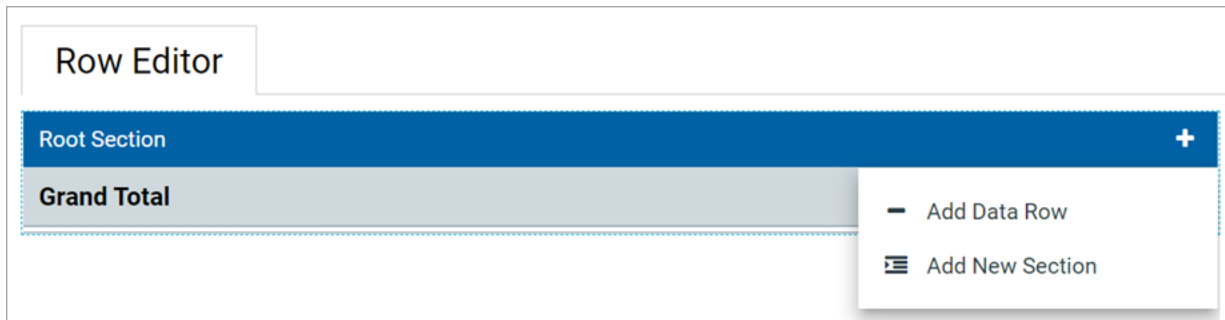 Row Editor
Root Section
Grand Total
Add Data Row
Add New Section